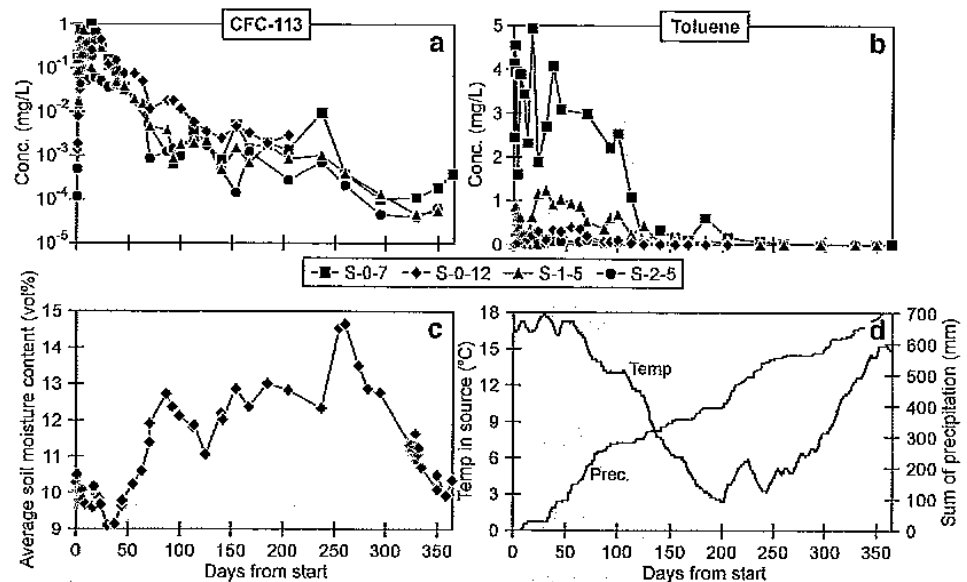 CFC-113
Toluene
a
b
Conc. (mg/L)
1
10-1
10-2
10-3
10-4
10-5
Conc. (mg/L)
5
4
3
2
1
0
S-0-7 S-0-12 S-1-5 S-2-5
c
d
Average soil moisture content (vol%)
15
14
13
12
11
10
9
0 50 100 150 200 250 300 350
Days from start
Temp in source (°C)
18
15
12
9
6
3
0
Temp
Prec.
700
600
500
400
300
200
100
0
Sum of precipitation (mm)
0 50 100 150 200 250 300 350
Days from start